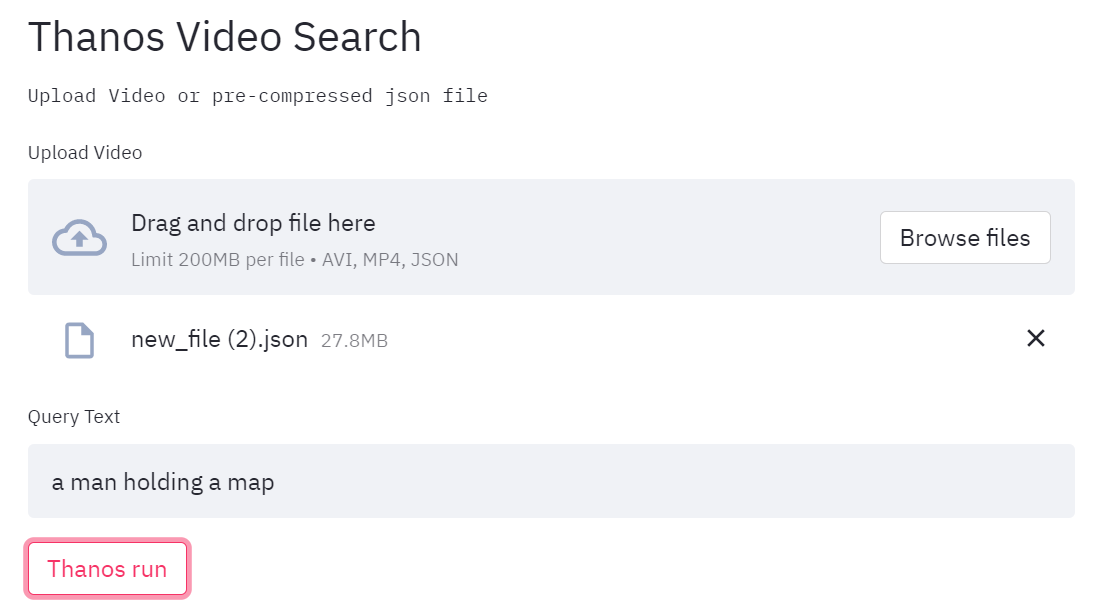 Thanos Video Search
Upload Video or pre-compressed json file
Upload Video
Drag and drop file here
Limit 200MB per file • AVI, MP4, JSON
Browse files
new_file (2).json 27.8MB
Query Text
a man holding a map
Thanos run